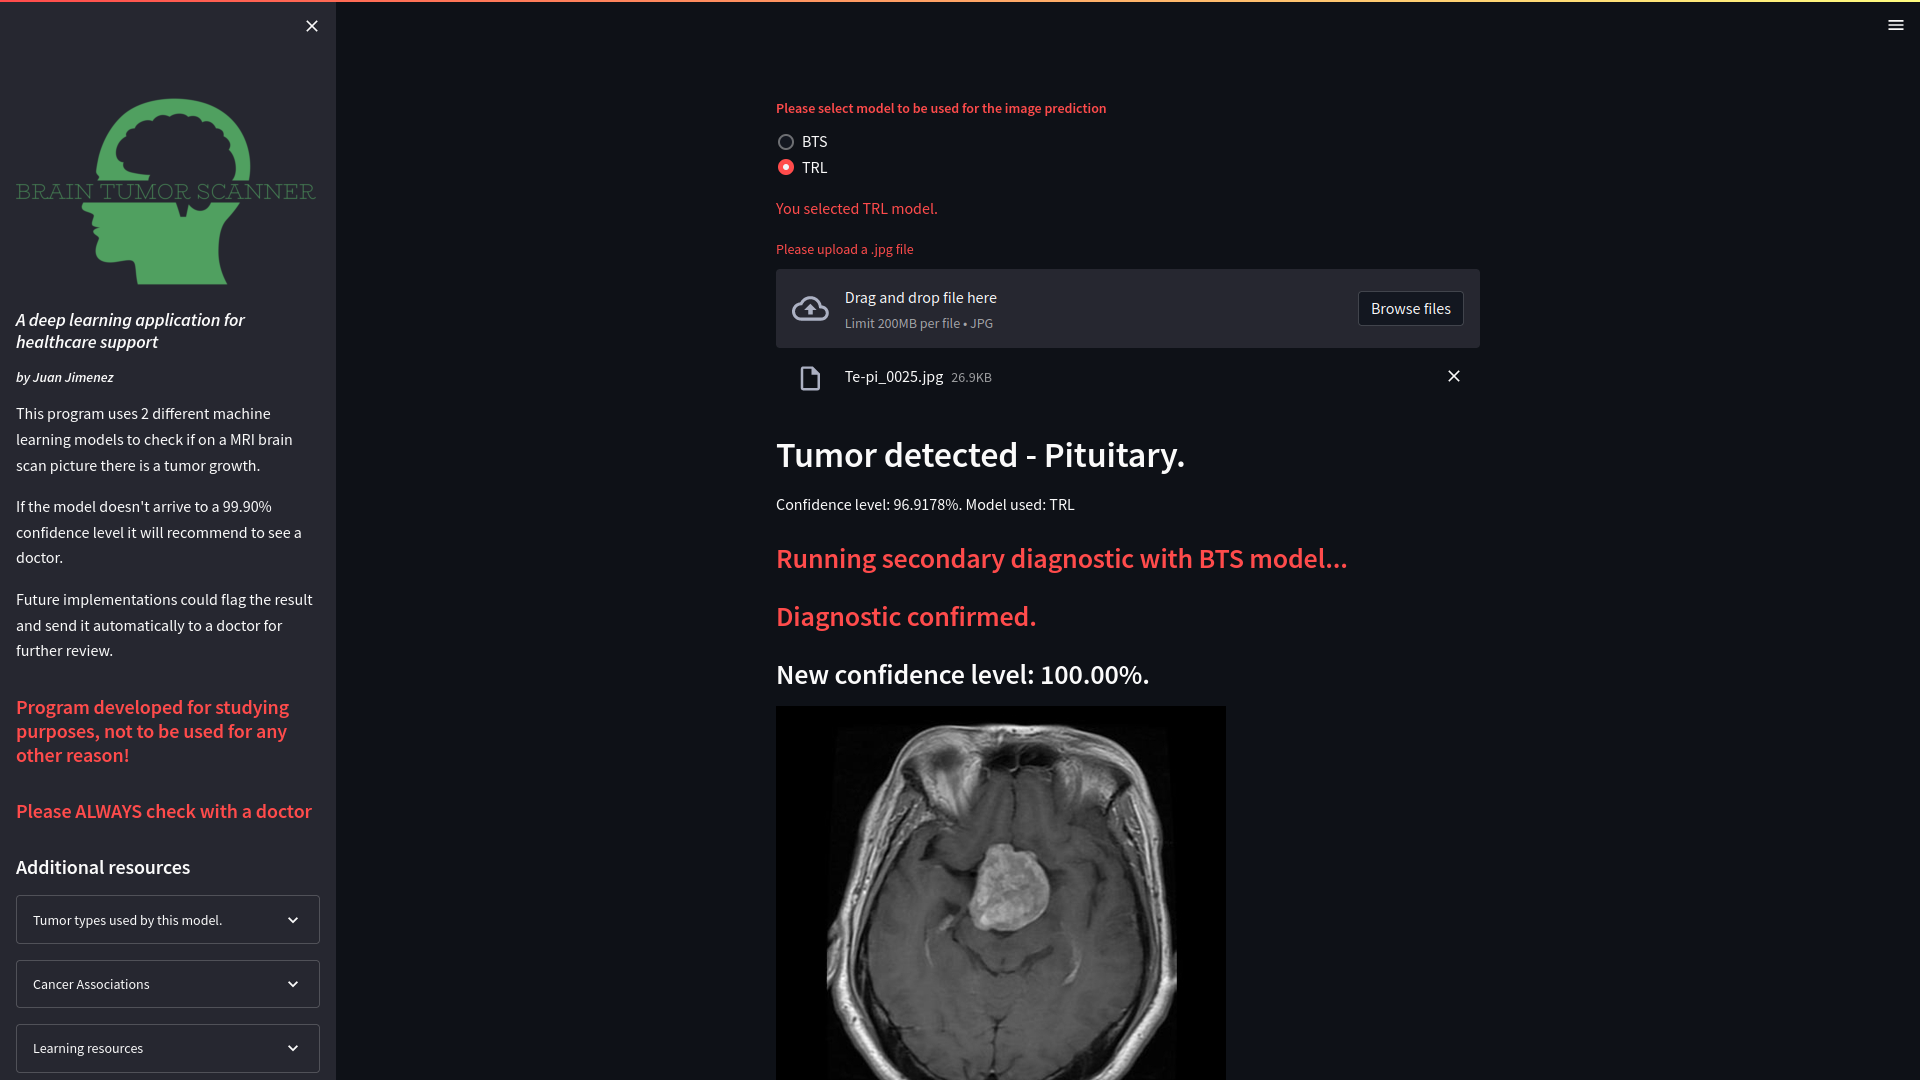 BRAIN TUMOR SCANNER
A deep learning application for
healthcare support
by Juan Jimenez
This program uses 2 different machine
learning models to check if on a MRI brain
scan picture there is a tumor growth.
If the model doesn't arrive to a 99.90%
confidence level it will recommend to see a
doctor.
Future implementations could flag the result
and send it automatically to a doctor for
further review.
Program developed for studying
purposes, not to be used for any
other reason!
Please ALWAYS check with a doctor
Additional resources
Tumor types used by this model.
Cancer Associations
Learning resources
Please select model to be used for the image prediction
BTS
TRL
You selected TRL model.
Please upload a .jpg file
Drag and drop file here
Limit 200MB per file • JPG
Browse files
Te-pi_0025.jpg 26.9KB
Tumor detected - Pituitary.
Confidence level: 96.9178%. Model used: TRL
Running secondary diagnostic with BTS model...
Diagnostic confirmed.
New confidence level: 100.00%.